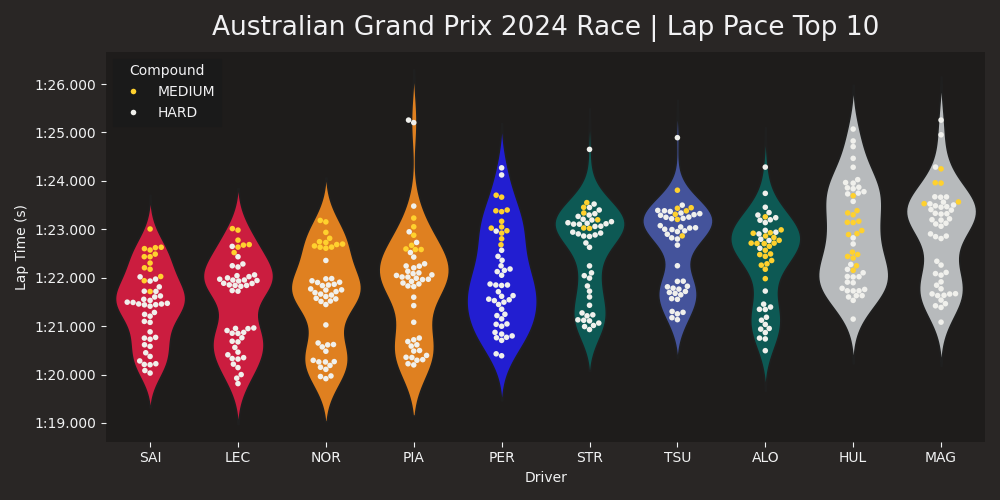 Australian Grand Prix 2024 Race | Lap Pace Top 10
Compound
MEDIUM
HARD
Lap Time (s)
1:26.000
1:25.000
1:24.000
1:23.000
1:22.000
1:21.000
1:20.000
1:19.000
SAI LEC NOR PIA PER STR TSU ALO HUL MAG
Driver